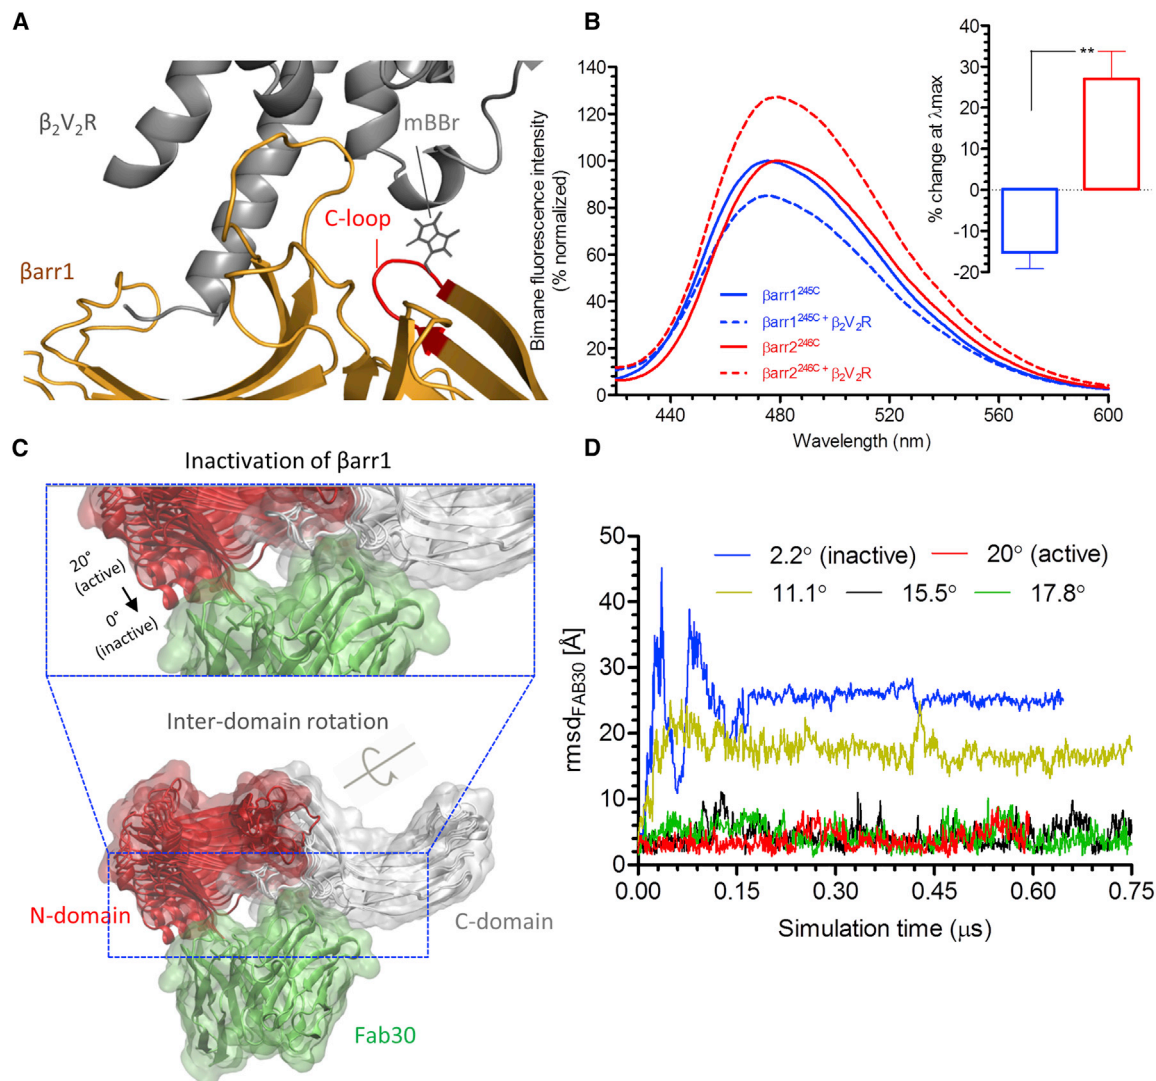 A
β₂V₂R
mBBr
C-loop
βarr1
B
Bimane fluorescence intensity
(% normalized)
140
120
100
80
60
40
20
0
440
480
520
560
600
Wavelength (nm)
βarr1²⁴⁵ᶜ
βarr1²⁴⁵ᶜ⁺β₂V₂R
βarr2²⁴⁶ᶜ
βarr2²⁴⁶ᶜ⁺β₂V₂R
% change at λmax
40
30
20
10
0
-10
-20
**
C
Inactivation of βarr1
20°
(active)
0°
(inactive)
Inter-domain rotation
N-domain
C-domain
Fab30
D
rmsd_FAB30 [Å]
50
40
30
20
10
0
2.2° (inactive)
20° (active)
11.1°
15.5°
17.8°
0.00
0.15
0.30
0.45
0.60
0.75
Simulation time (μs)